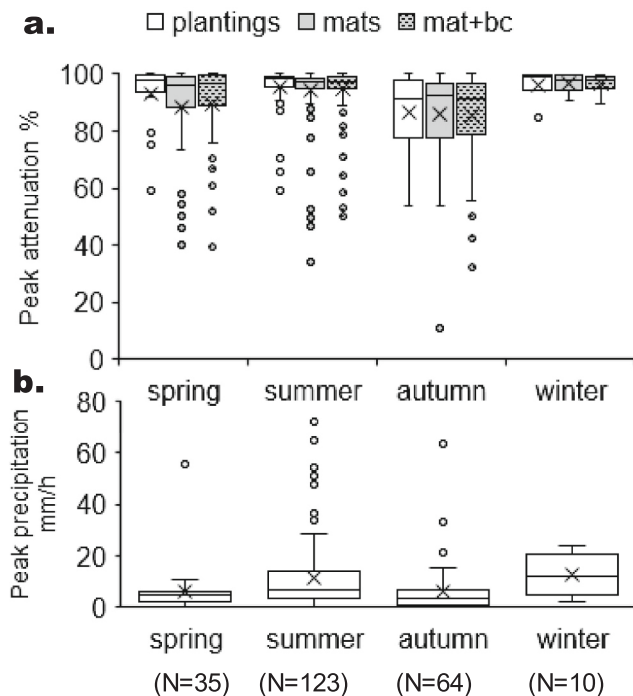 a. plantings mats mat+bc
Peak attenuation %
100
80
60
40
20
0
spring summer autumn winter
b.
Peak precipitation
mm/h
80
60
40
20
0
spring summer autumn winter
(N=35) (N=123) (N=64) (N=10)